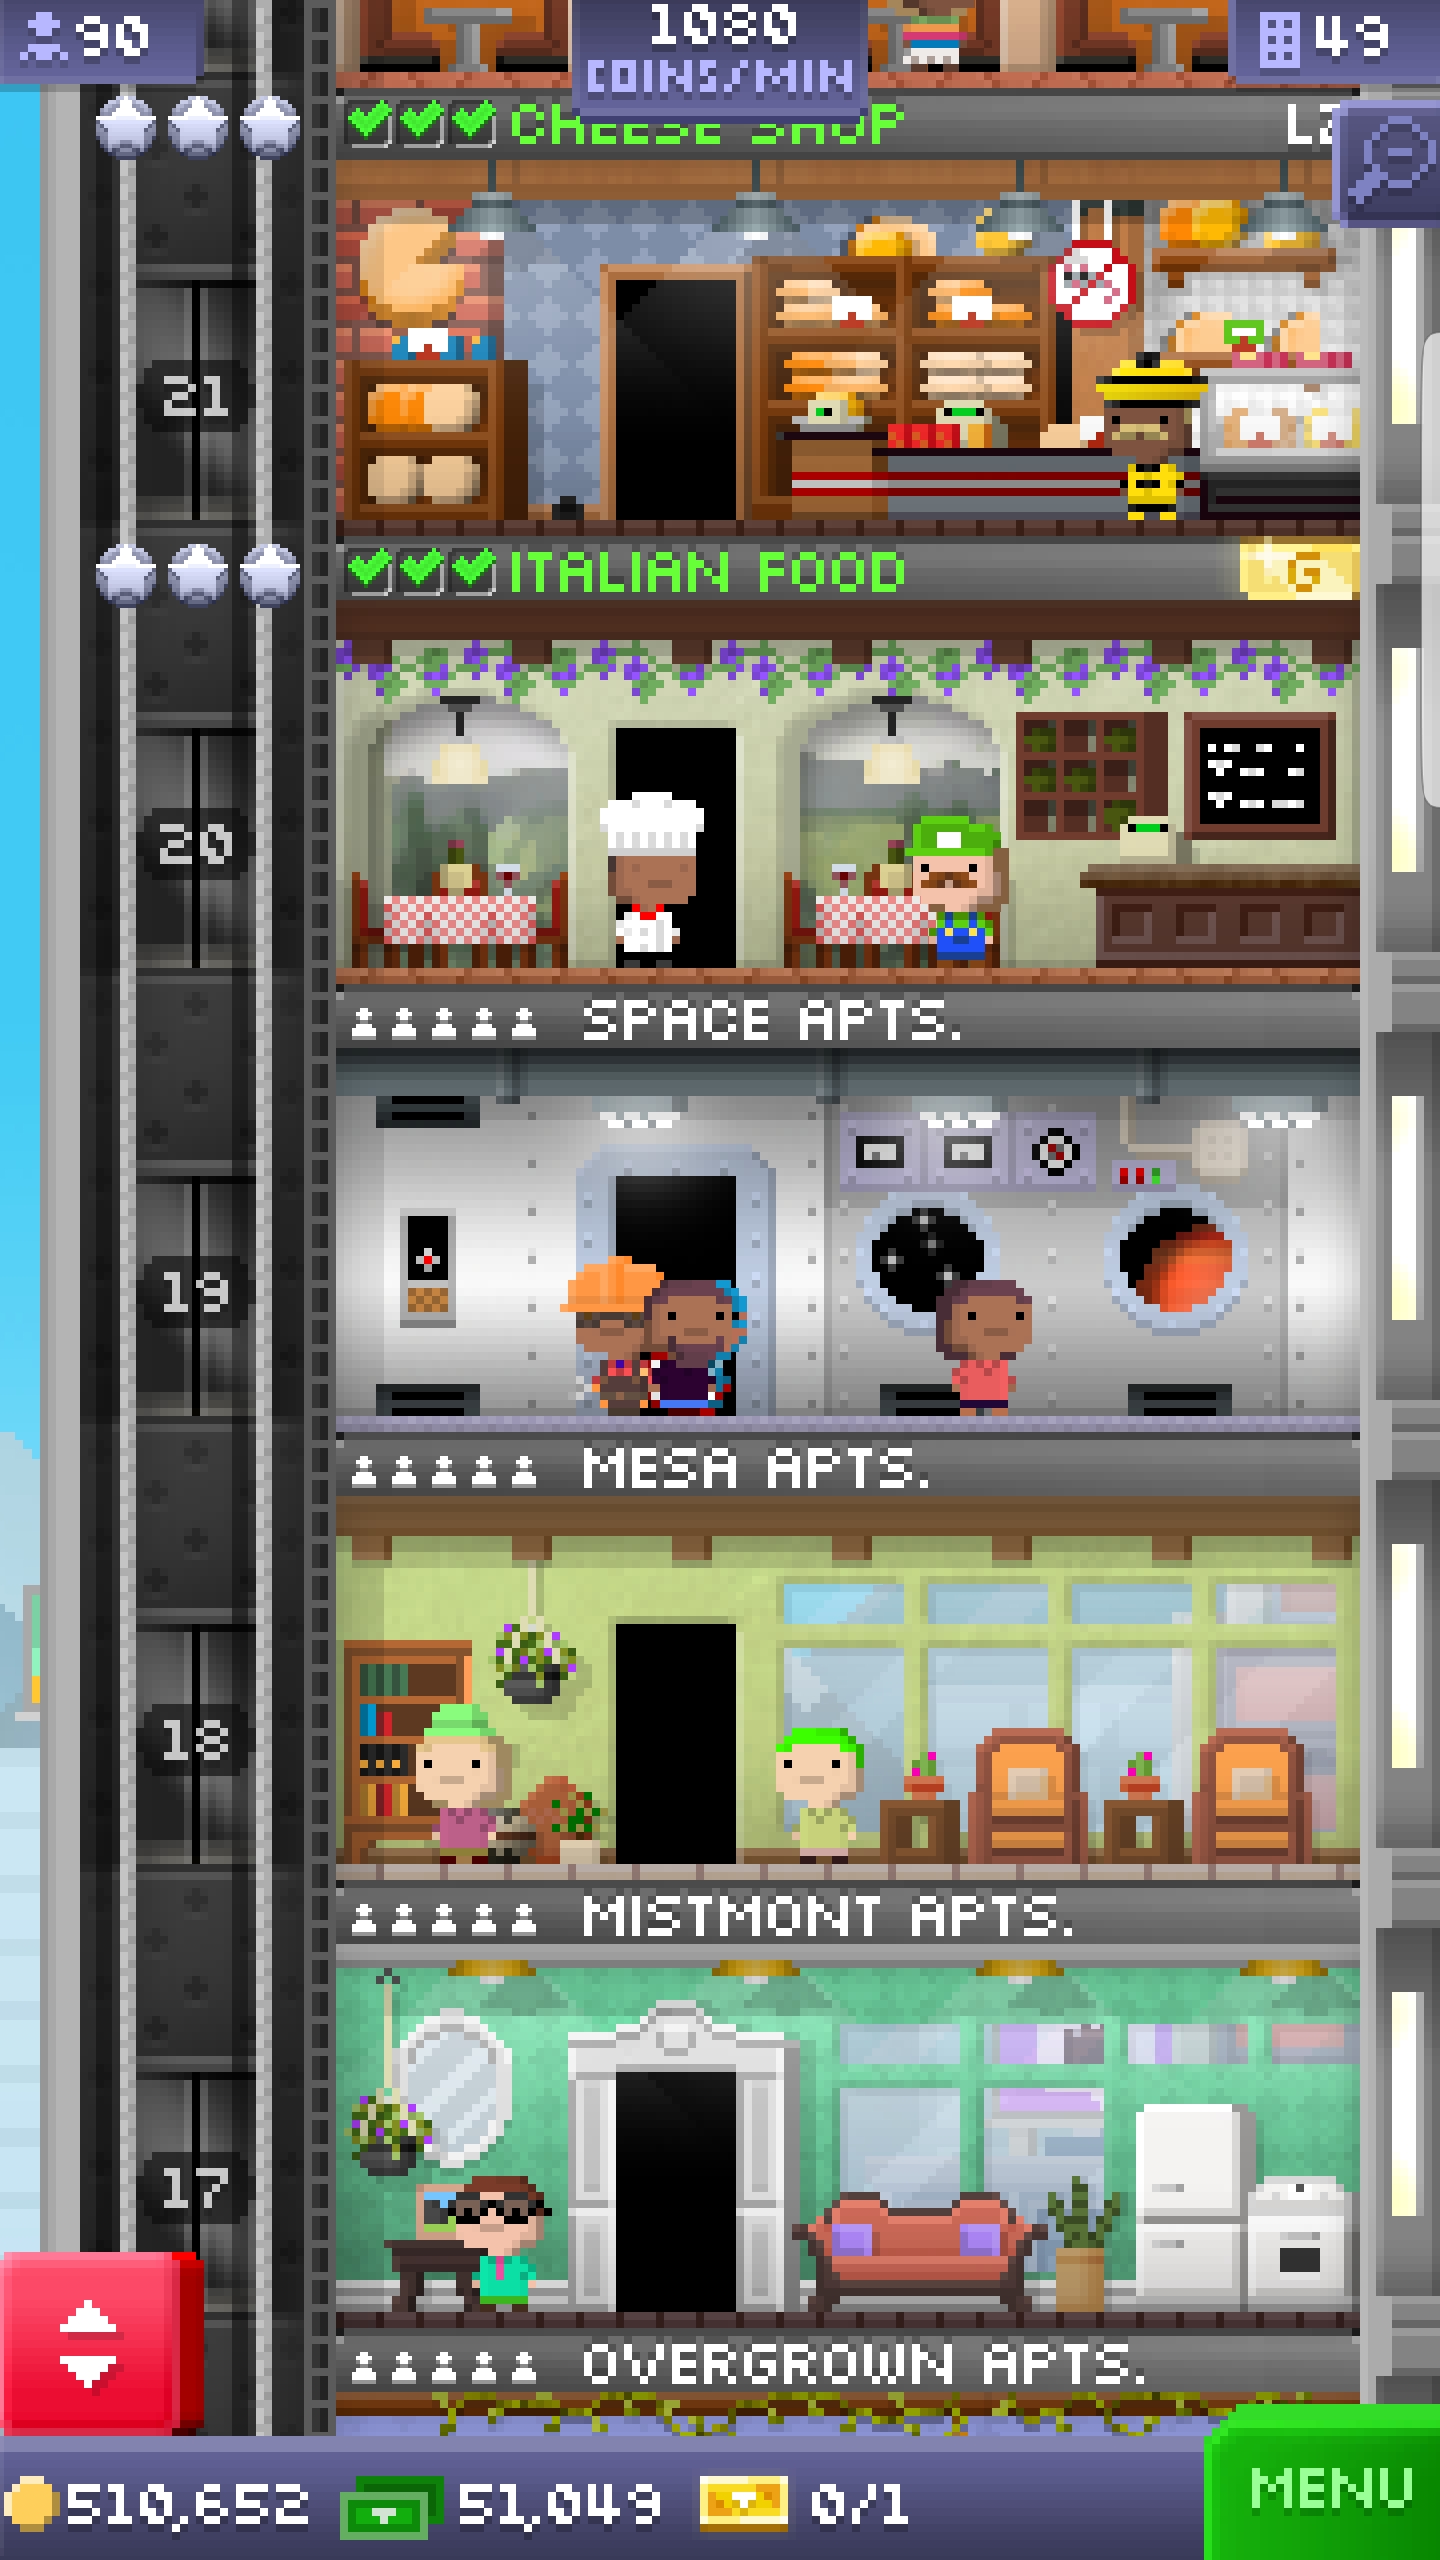 90
1080
COINS/MIN
49
CHEESE SHOP
21
ITALIAN FOOD
G
20
SPACE APTS.
19
MESA APTS.
18
MISTMONT APTS.
17
OVERGROWN APTS.
510,652
51,049
0/1
MENU